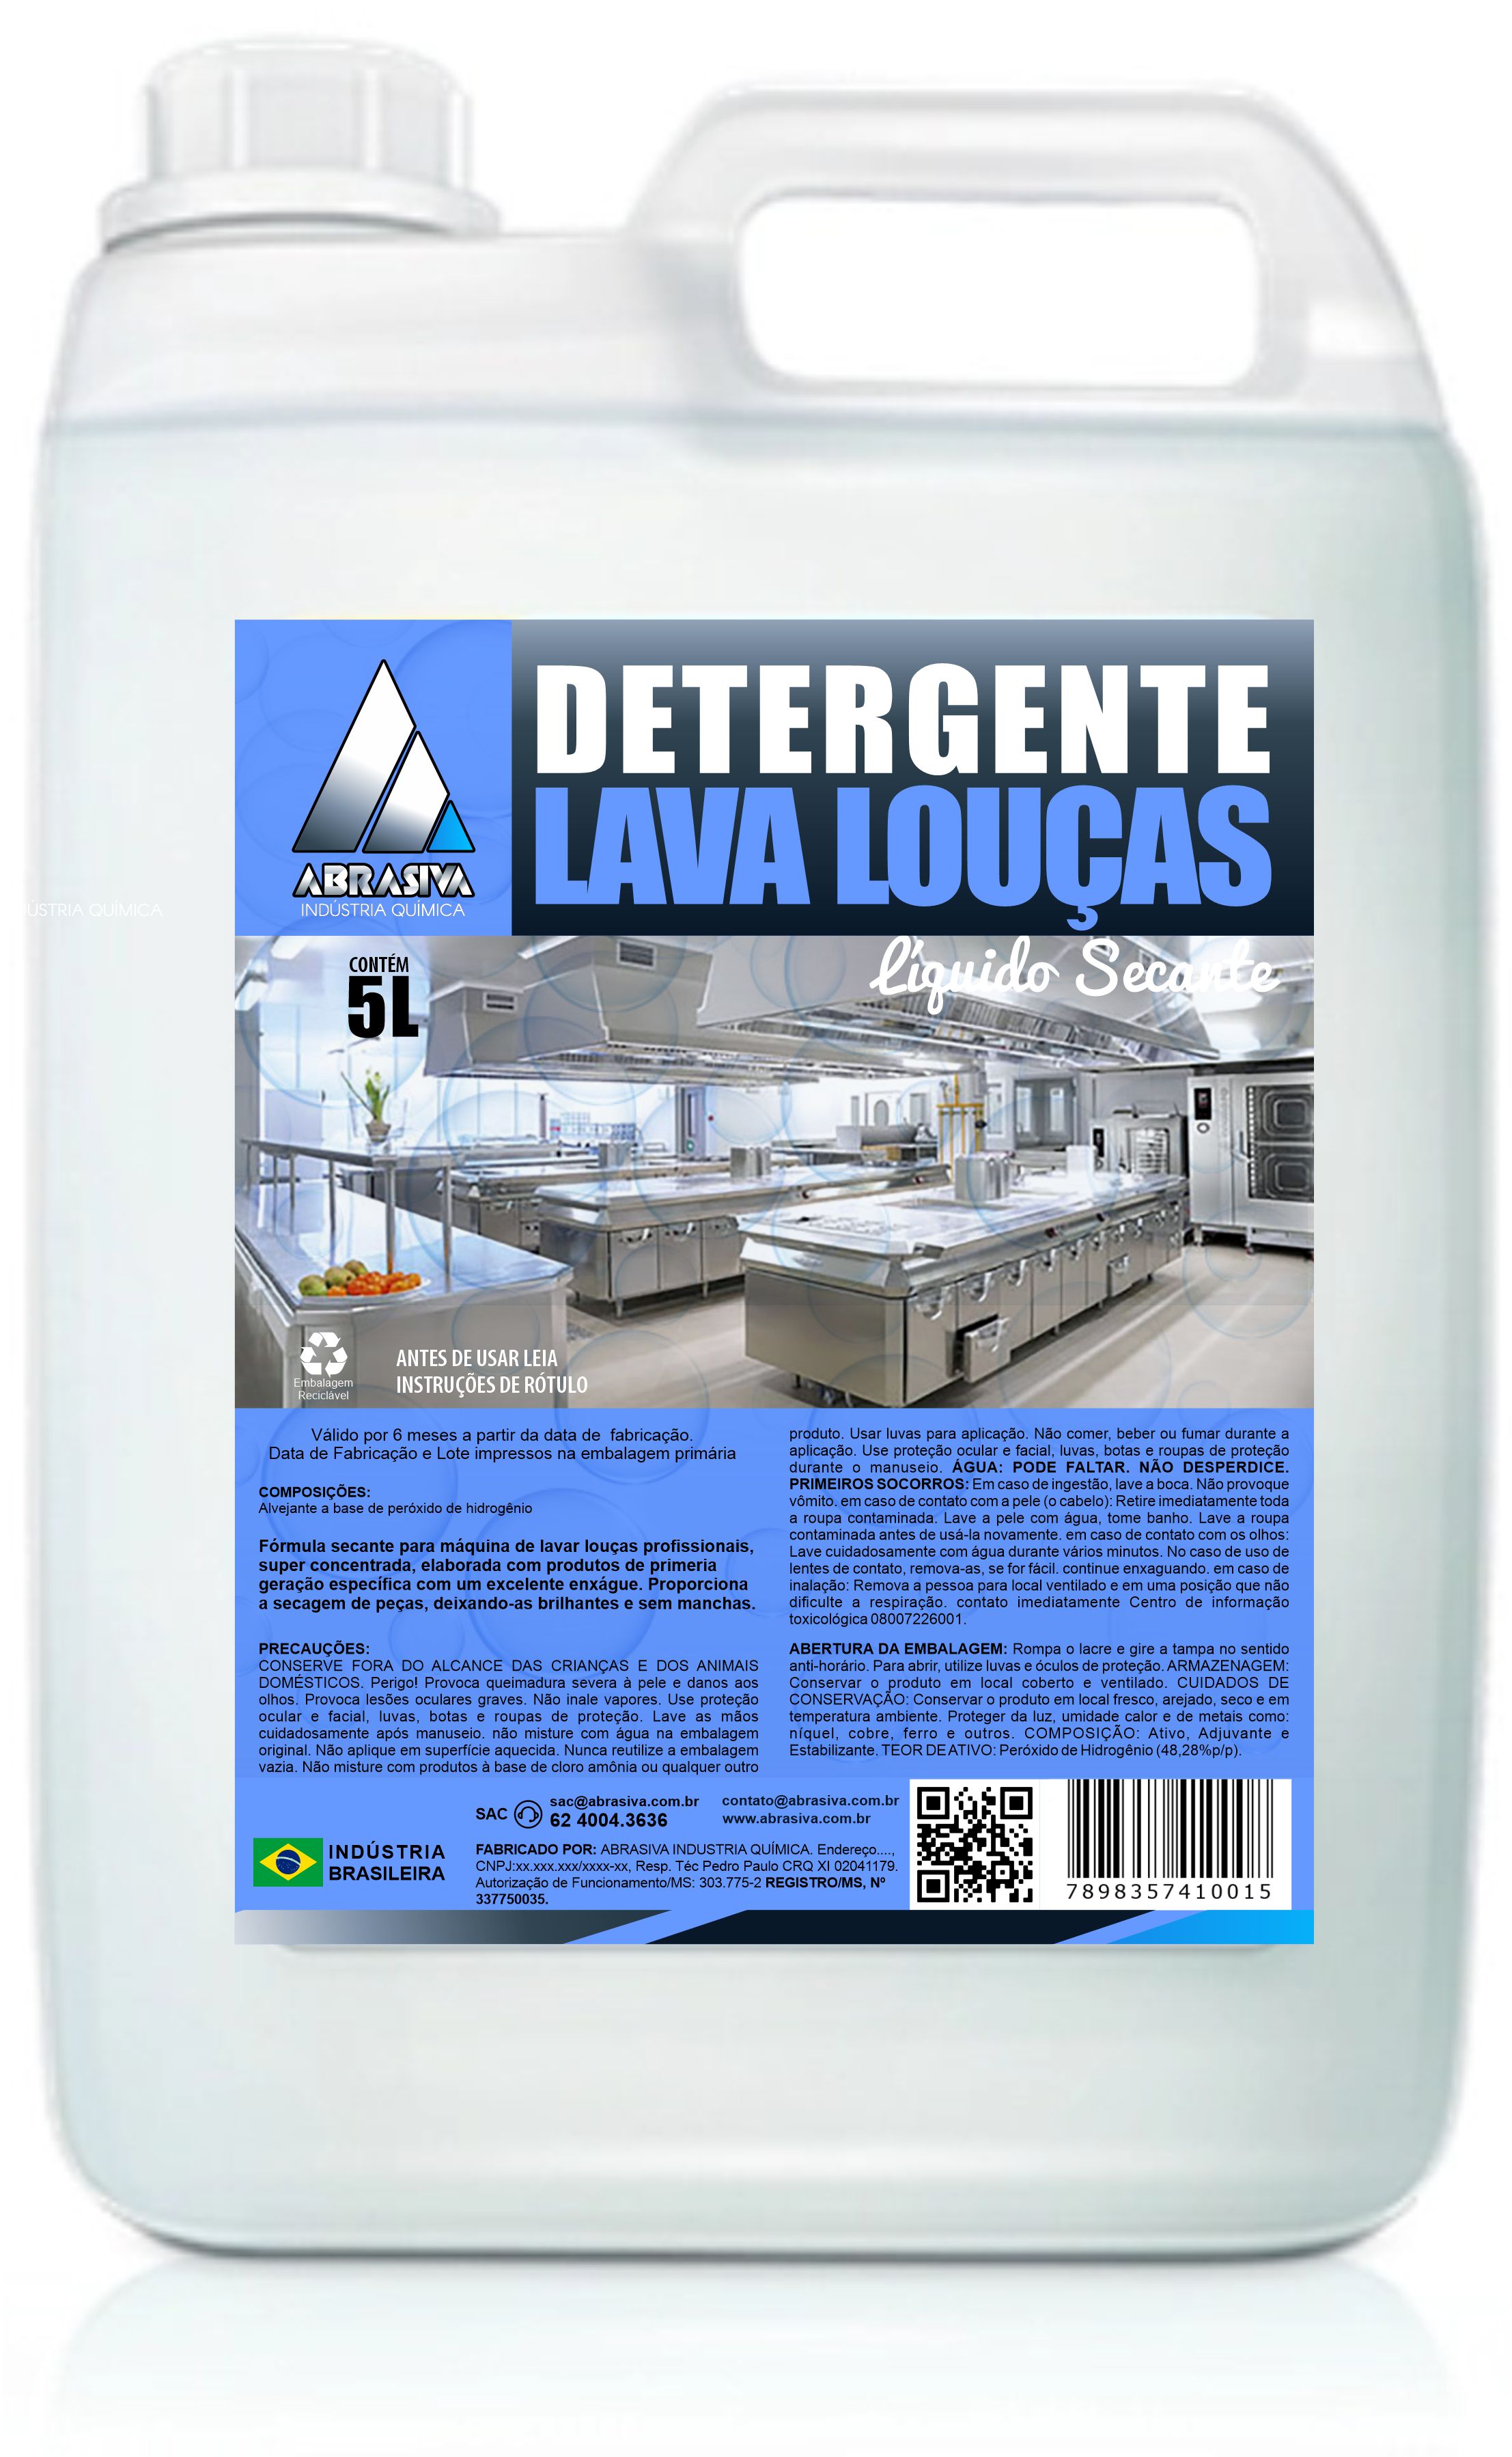 ABRASIVA
INDÚSTRIA QUÍMICA
ÚSTRIA QUÍMICA
DETERGENTE
LAVA LOUÇAS
Líquido Secante
CONTÉM
5L
Embalagem
Reciclável
ANTES DE USAR LEIA
INSTRUÇÕES DE RÓTULO
Válido por 6 meses a partir da data de fabricação.
Data de Fabricação e Lote impressos na embalagem primária
COMPOSIÇÕES:
Alvejante a base de peróxido de hidrogênio
Fórmula secante para máquina de lavar louças profissionais,
super concentrada, elaborada com produtos de primeria
geração específica com um excelente enxágue. Proporciona
a secagem de peças, deixando-as brilhantes e sem manchas.
PRECAUÇÕES:
CONSERVE FORA DO ALCANCE DAS CRIANÇAS E DOS ANIMAIS
DOMÉSTICOS. Perigo! Provoca queimadura severa à pele e danos aos
olhos. Provoca lesões oculares graves. Não inale vapores. Use proteção
ocular e facial, luvas, botas e roupas de proteção. Lave as mãos
cuidadosamente após manuseio. não misture com água na embalagem
original. Não aplique em superfície aquecida. Nunca reutilize a embalagem
vazia. Não misture com produtos à base de cloro amônia ou qualquer outro
produto. Usar luvas para aplicação. Não comer, beber ou fumar durante a
aplicação. Use proteção ocular e facial, luvas, botas e roupas de proteção
durante o manuseio. ÁGUA: PODE FALTAR. NÃO DESPERDICE.
PRIMEIROS SOCORROS: Em caso de ingestão, lave a boca. Não provoque
vômito. em caso de contato com a pele (o cabelo): Retire imediatamente toda
a roupa contaminada. Lave a pele com água, tome banho. Lave a roupa
contaminada antes de usá-la novamente. em caso de contato com os olhos:
Lave cuidadosamente com água durante vários minutos. No caso de uso de
lentes de contato, remova-as, se for fácil. continue enxaguando. em caso de
inalação: Remova a pessoa para local ventilado e em uma posição que não
dificulte a respiração. contato imediatamente Centro de informação
toxicológica 08007226001.
ABERTURA DA EMBALAGEM: Rompa o lacre e gire a tampa no sentido
anti-horário. Para abrir, utilize luvas e óculos de proteção. ARMAZENAGEM:
Conservar o produto em local coberto e ventilado. CUIDADOS DE
CONSERVAÇÃO: Conservar o produto em local fresco, arejado, seco e em
temperatura ambiente. Proteger da luz, umidade calor e de metais como:
níquel, cobre, ferro e outros. COMPOSIÇÃO: Ativo, Adjuvante e
Estabilizante. TEOR DE ATIVO: Peróxido de Hidrogênio (48,28%p/p).
SAC
sac@abrasiva.com.br
62 4004.3636
contato@abrasiva.com.br
www.abrasiva.com.br
INDÚSTRIA
BRASILEIRA
FABRICADO POR: ABRASIVA INDUSTRIA QUÍMICA. Endereço....,
CNPJ:xx.xxx.xxx/xxxx-xx, Resp. Téc Pedro Paulo CRQ XI 02041179.
Autorização de Funcionamento/MS: 303.775-2 REGISTRO/MS, Nº
337750035.
7898357410015